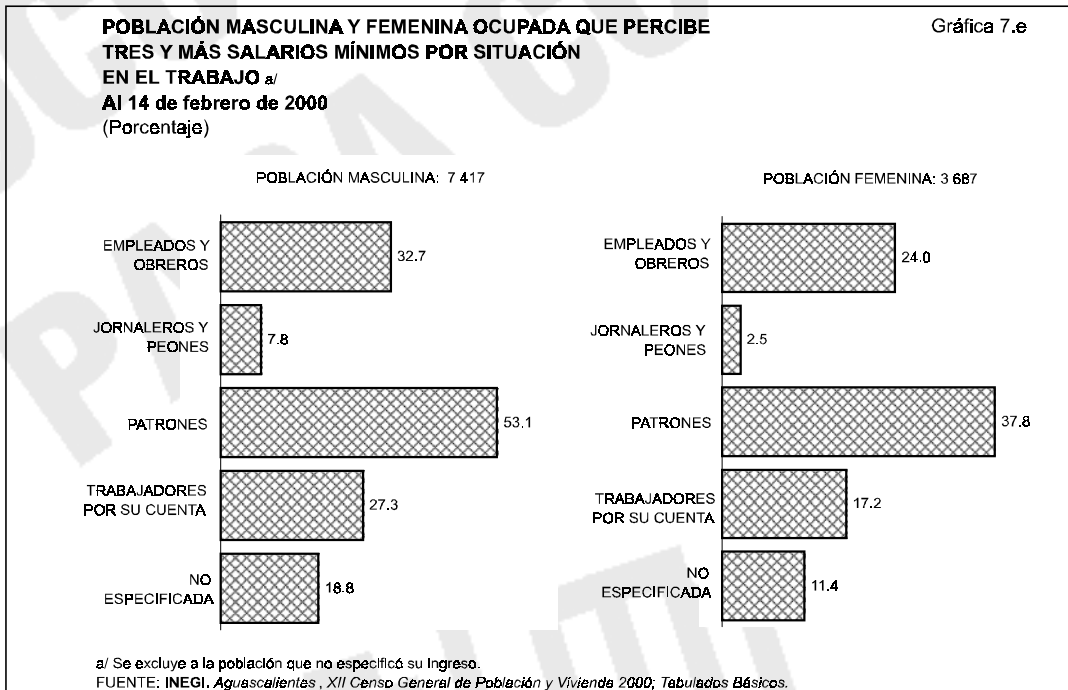 POBLACIÓN MASCULINA Y FEMENINA OCUPADA QUE PERCIBE
TRES Y MÁS SALARIOS MÍNIMOS POR SITUACIÓN
EN EL TRABAJO a/
Al 14 de febrero de 2000
(Porcentaje)
Gráfica 7.e
POBLACIÓN MASCULINA: 7 417
EMPLEADOS Y
OBREROS
32.7
JORNALEROS Y
PEONES
7.8
PATRONES
53.1
TRABAJADORES
POR SU CUENTA
27.3
NO
ESPECIFICADA
18.8
POBLACIÓN FEMENINA: 3 687
EMPLEADOS Y
OBREROS
24.0
JORNALEROS Y
PEONES
2.5
PATRONES
37.8
TRABAJADORES
POR SU CUENTA
17.2
NO
ESPECIFICADA
11.4
a/ Se excluye a la población que no especificó su ingreso.
FUENTE: INEGI. Aguascalientes, XII Censo General de Población y Vivienda 2000; Tabulados Básicos.